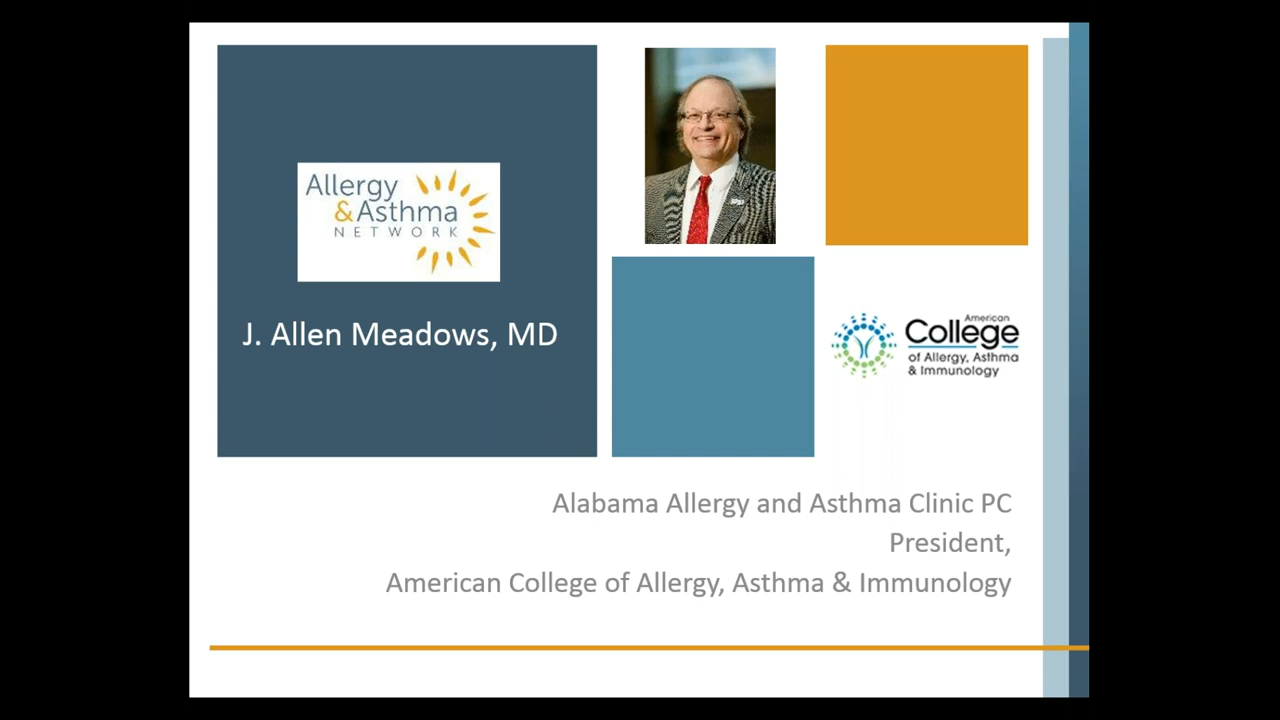 Allergy
&Asthma
NETWORK
J. Allen Meadows, MD
American
College
of Allergy, Asthma
& Immunology
Alabama Allergy and Asthma Clinic PC
President,
American College of Allergy, Asthma & Immunology